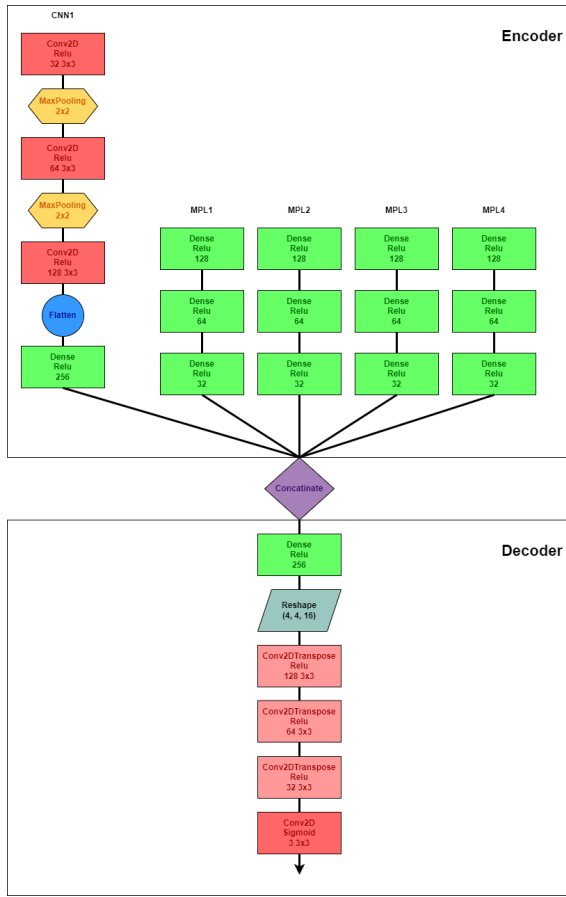 CNN1
Encoder
Conv2D
Relu
32 3x3
MaxPooling
2x2
Conv2D
Relu
64 3x3
MaxPooling
2x2
Conv2D
Relu
128 3x3
Flatten
Dense
Relu
256
MPL1
Dense
Relu
128
Dense
Relu
64
Dense
Relu
32
MPL2
Dense
Relu
128
Dense
Relu
64
Dense
Relu
32
MPL3
Dense
Relu
128
Dense
Relu
64
Dense
Relu
32
MPL4
Dense
Relu
128
Dense
Relu
64
Dense
Relu
32
Concatinate
Decoder
Dense
Relu
256
Reshape
(4, 4, 16)
Conv2DTranspose
Relu
128 3x3
Conv2DTranspose
Relu
64 3x3
Conv2DTranspose
Relu
32 3x3
Conv2D
Sigmoid
3 3x3